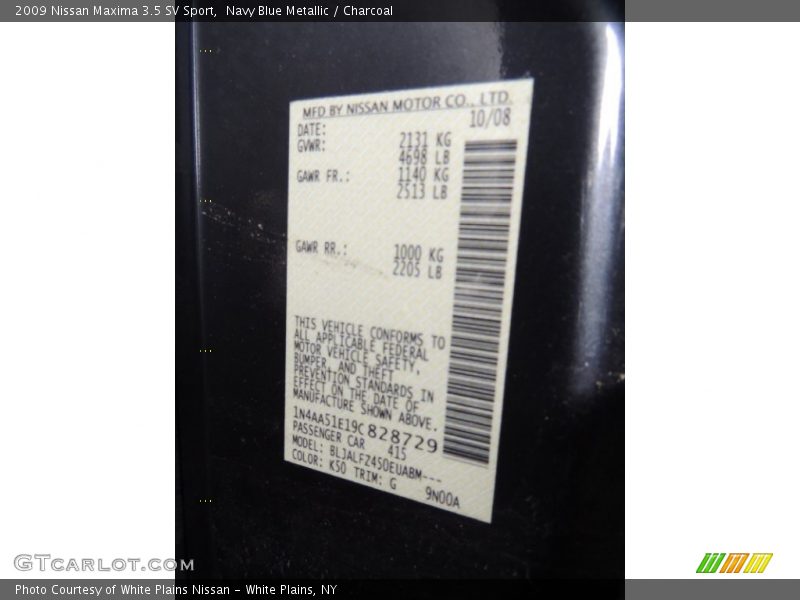 2009 Nissan Maxima 3.5 SV Sport,  Navy Blue Metallic / Charcoal
MFD BY NISSAN MOTOR CO., LTD.
DATE: 10/08
GVWR: 2131 KG
4698 LB
GAWR FR.: 1140 KG
2513 LB
GAWR RR.: 1000 KG
2205 LB
THIS VEHICLE CONFORMS TO
ALL APPLICABLE FEDERAL
MOTOR VEHICLE SAFETY,
BUMPER, AND THEFT
PREVENTION STANDARDS IN
EFFECT ON THE DATE OF
MANUFACTURE SHOWN ABOVE.
1N4AA51E19C828729
PASSENGER CAR 415
MODEL: BLJALFZ450EUABM---
COLOR: K50 TRIM: G 9N00A
GTCARLOT.COM
Photo Courtesy of White Plains Nissan - White Plains, NY